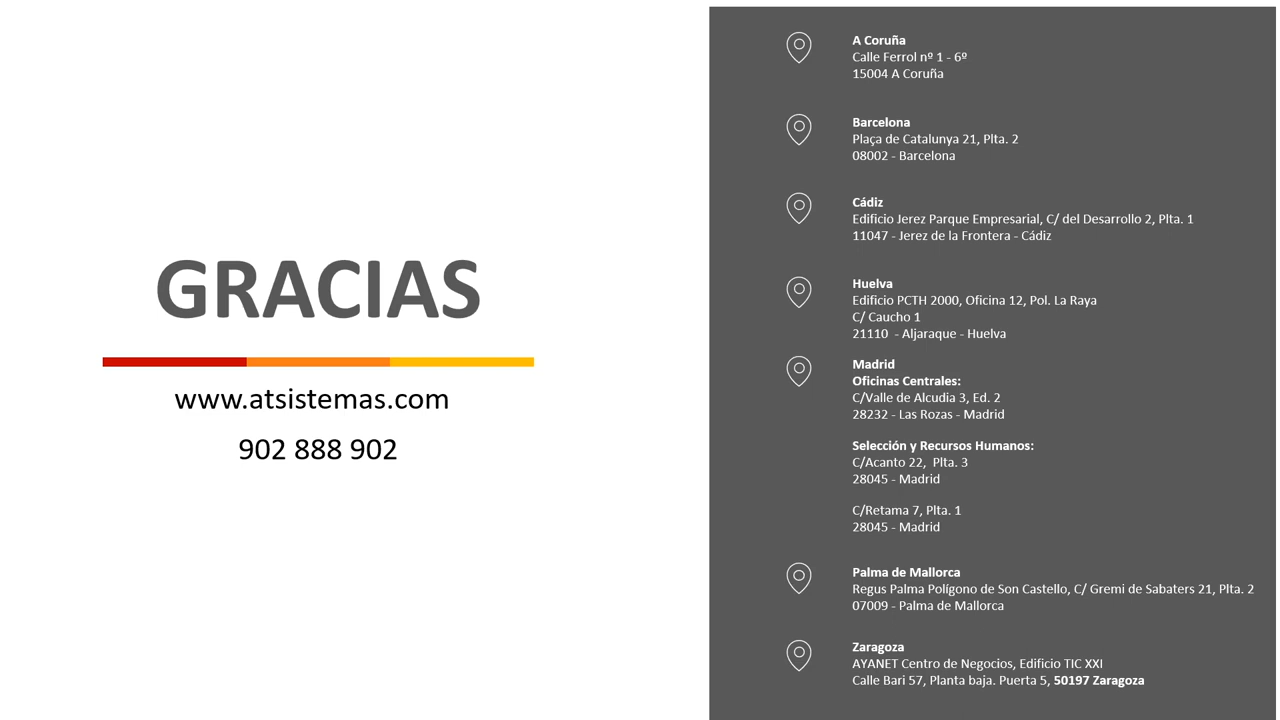 GRACIAS
www.atsistemas.com
902 888 902
A Coruña
Calle Ferrol nº 1 - 6º
15004 A Coruña
Barcelona
Plaça de Catalunya 21, Plta. 2
08002 - Barcelona
Cádiz
Edificio Jerez Parque Empresarial, C/ del Desarrollo 2, Plta. 1
11047 - Jerez de la Frontera - Cádiz
Huelva
Edificio PCTH 2000, Oficina 12, Pol. La Raya
C/ Caucho 1
21110  - Aljaraque - Huelva
Madrid
Oficinas Centrales:
C/Valle de Alcudia 3, Ed. 2
28232 - Las Rozas - Madrid
Selección y Recursos Humanos:
C/Acanto 22,  Plta. 3
28045 - Madrid
C/Retama 7, Plta. 1
28045 - Madrid
Palma de Mallorca
Regus Palma Polígono de Son Castello, C/ Gremi de Sabaters 21, Plta. 2
07009 - Palma de Mallorca
Zaragoza
AYANET Centro de Negocios, Edificio TIC XXI
Calle Bari 57, Planta baja. Puerta 5, 50197 Zaragoza